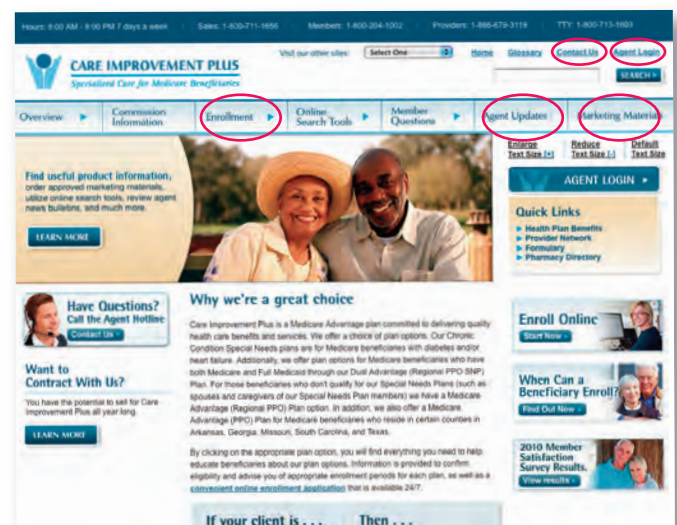 Hours: 8:00 AM - 8:00 PM 7 days a week Sales: 1-800-711-1656 Members: 1-800-204-1002 Providers: 1-866-679-3119 TTY: 1-800-713-1603
Visit our other sites: Select One Home Glossary Contact Us Agent Login
CARE IMPROVEMENT PLUS
Specialized Care for Medicare Beneficiaries
SEARCH
Overview Commission Information Enrollment Online Search Tools Member Questions Agent Updates Marketing Materials
Enlarge Text Size [+] Reduce Text Size [-] Default Text Size
Find useful product information,
order approved marketing materials,
utilize online search tools, review agent
news bulletins, and much more.
LEARN MORE
AGENT LOGIN
Quick Links
Health Plan Benefits
Provider Network
Formulary
Pharmacy Directory
Have Questions?
Call the Agent Hotline
Contact Us
Want to
Contract With Us?
You have the potential to sell for Care
Improvement Plus all year long.
LEARN MORE
Why we're a great choice
Care Improvement Plus is a Medicare Advantage plan committed to delivering quality
health care benefits and services. We offer a choice of plan options. Our Chronic
Condition Special Needs plans are for Medicare beneficiaries with diabetes and/or
heart failure. Additionally, we offer plan options for Medicare beneficiaries who have
both Medicare and Full Medicaid through our Dual Advantage (Regional PPO SNP)
Plan. For those beneficiaries who don't qualify for our Special Needs Plans (such as
spouses and caregivers of our Special Needs Plan members) we have a Medicare
Advantage (Regional PPO) Plan option. In addition, we also offer a Medicare
Advantage (PPO) Plan for Medicare beneficiaries who reside in certain counties in
Arkansas, Georgia, Missouri, South Carolina, and Texas.
By clicking on the appropriate plan option, you will find everything you need to help
educate beneficiaries about our plan options. Information is provided to confirm
eligibility and advise you of appropriate enrollment periods for each plan, as well as a
convenient online enrollment application that is available 24/7.
If your client is . . . Then . . .
Enroll Online
Start Now
When Can a
Beneficiary Enroll?
Find Out Now
2010 Member
Satisfaction
Survey Results.
View results